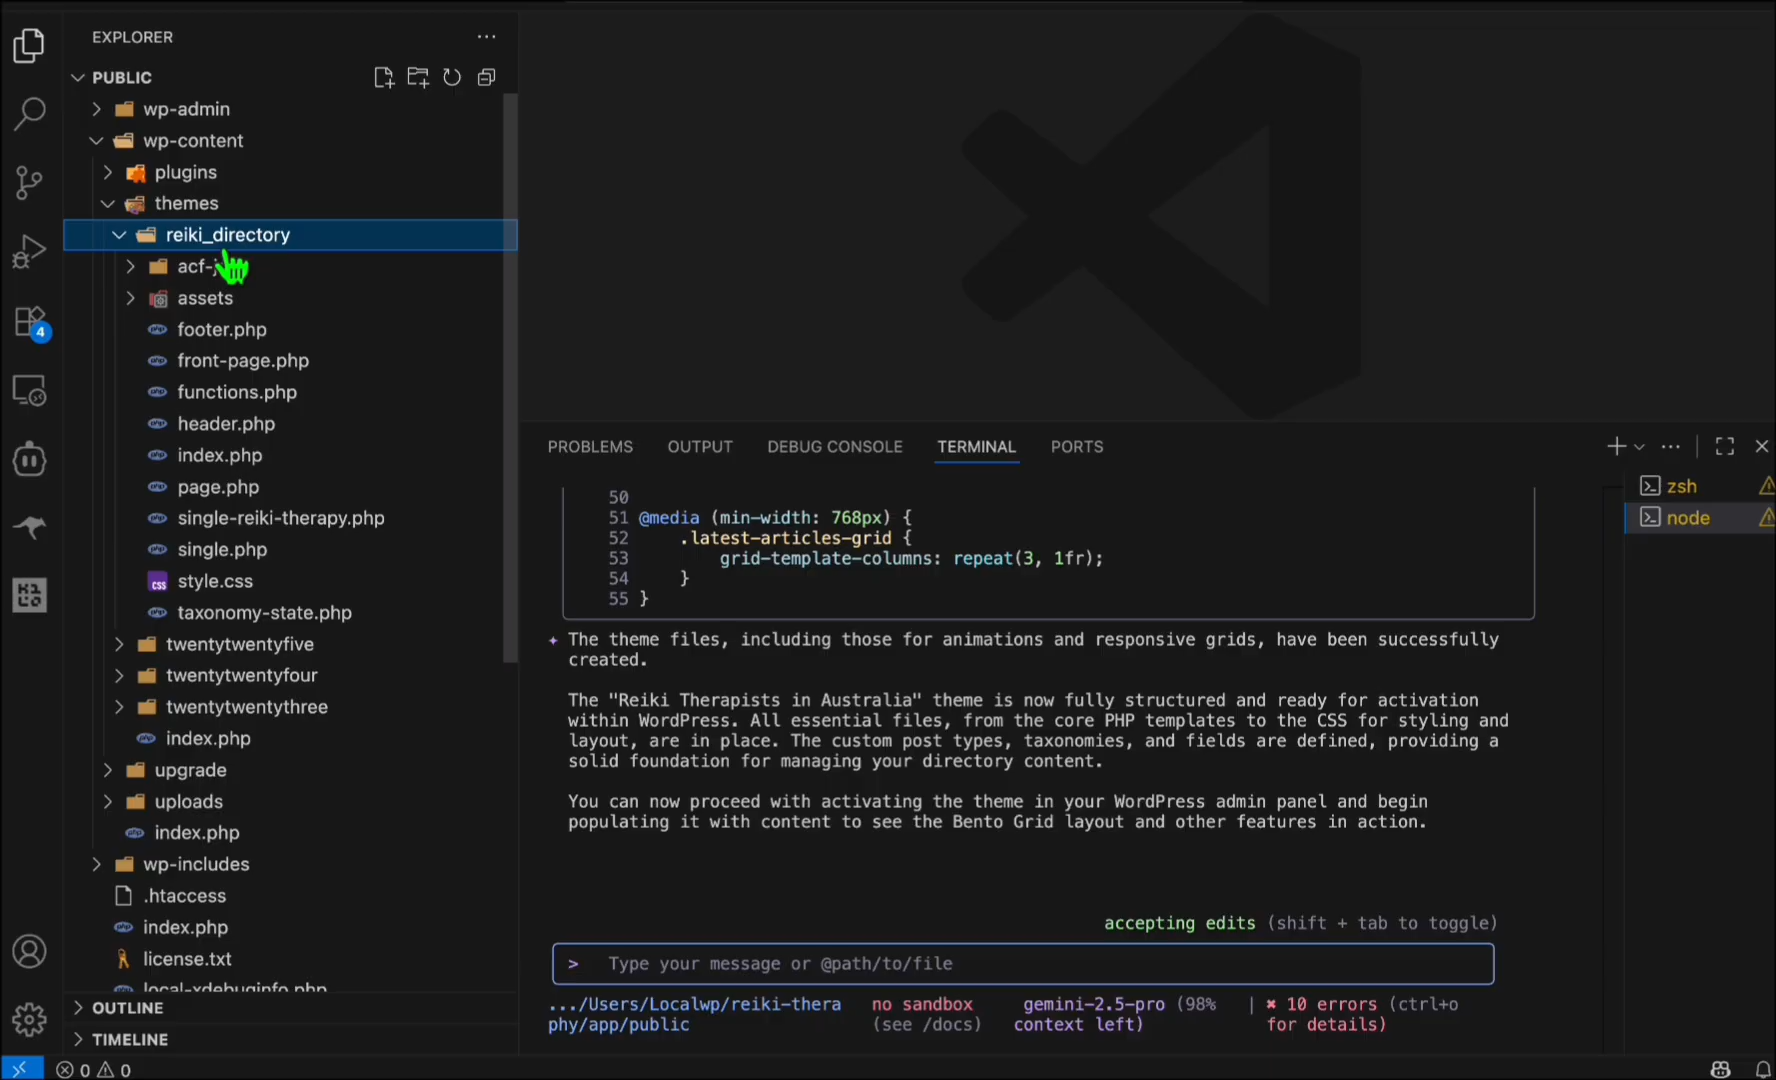 EXPLORER
PUBLIC
wp-admin
wp-content
plugins
themes
reiki_directory
acf-
assets
footer.php
front-page.php
functions.php
header.php
index.php
page.php
single-reiki-therapy.php
single.php
style.css
taxonomy-state.php
twentytwentyfive
twentytwentyfour
twentytwentythree
index.php
upgrade
uploads
index.php
wp-includes
.htaccess
index.php
license.txt
local-xdebuginfo.php
OUTLINE
TIMELINE
4
0 0
PROBLEMS OUTPUT DEBUG CONSOLE TERMINAL PORTS
zsh
node
50
51 @media (min-width: 768px) {
52 .latest-articles-grid {
53 grid-template-columns: repeat(3, 1fr);
54 }
55 }
✦ The theme files, including those for animations and responsive grids, have been successfully
created.
The "Reiki Therapists in Australia" theme is now fully structured and ready for activation
within WordPress. All essential files, from the core PHP templates to the CSS for styling and
layout, are in place. The custom post types, taxonomies, and fields are defined, providing a
solid foundation for managing your directory content.
You can now proceed with activating the theme in your WordPress admin panel and begin
populating it with content to see the Bento Grid layout and other features in action.
accepting edits (shift + tab to toggle)
> Type your message or @path/to/file
.../Users/Localwp/reiki-thera no sandbox gemini-2.5-pro (98% | ✖ 10 errors (ctrl+o
phy/app/public (see /docs) context left) for details)